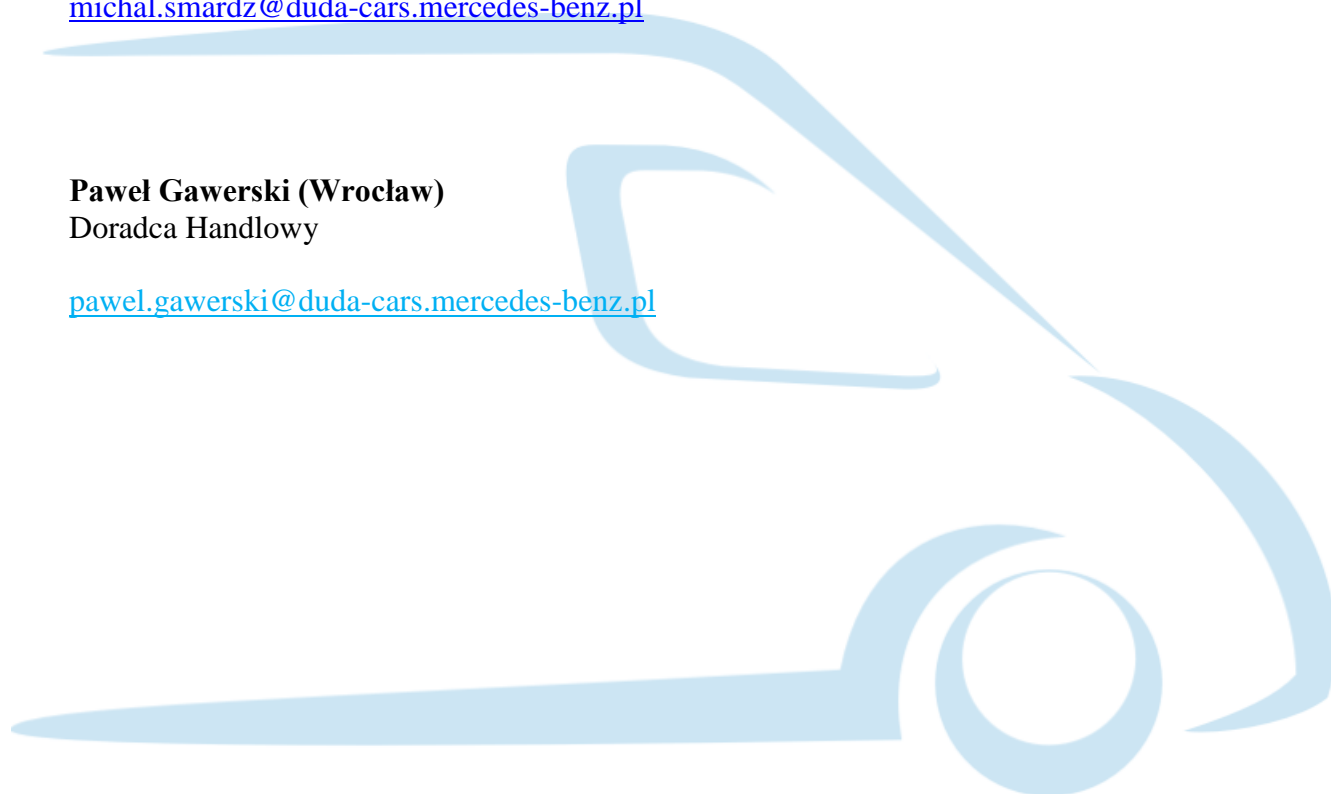 michal.smardz@duda-cars.mercedes-benz.pl
Paweł Gawerski (Wrocław)
Doradca Handlowy
pawel.gawerski@duda-cars.mercedes-benz.pl